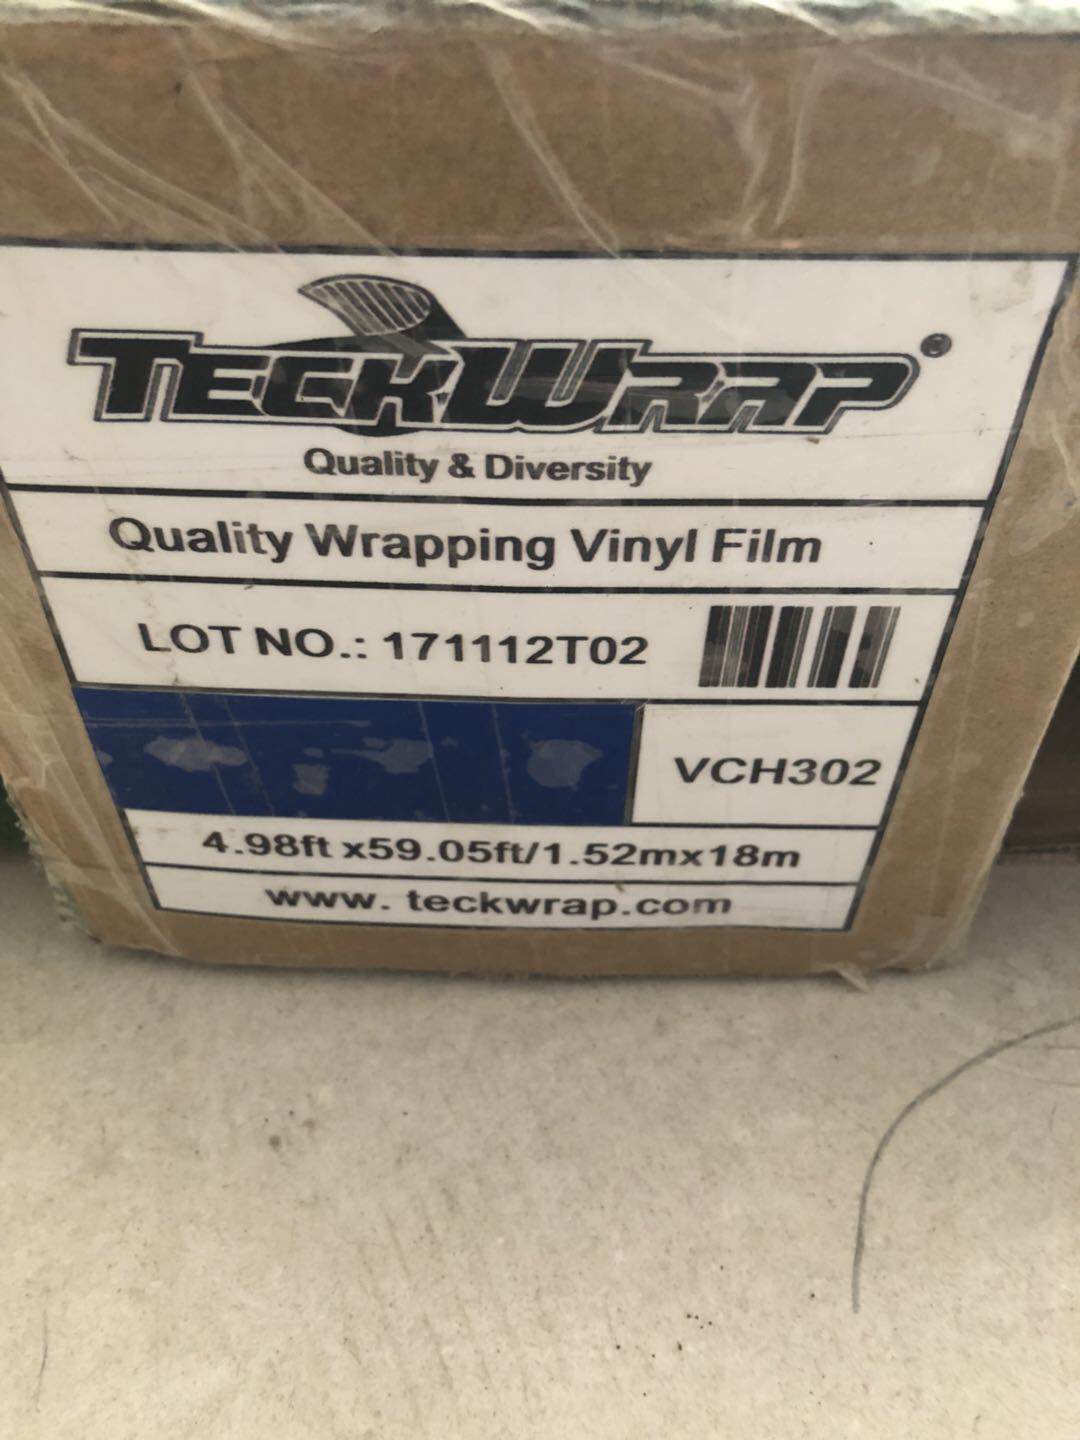 TECKWRAP®
Quality & Diversity
Quality Wrapping Vinyl Film
LOT NO.: 171112T02
VCH302
4.98ft x59.05ft/1.52mx18m
www. teckwrap.com